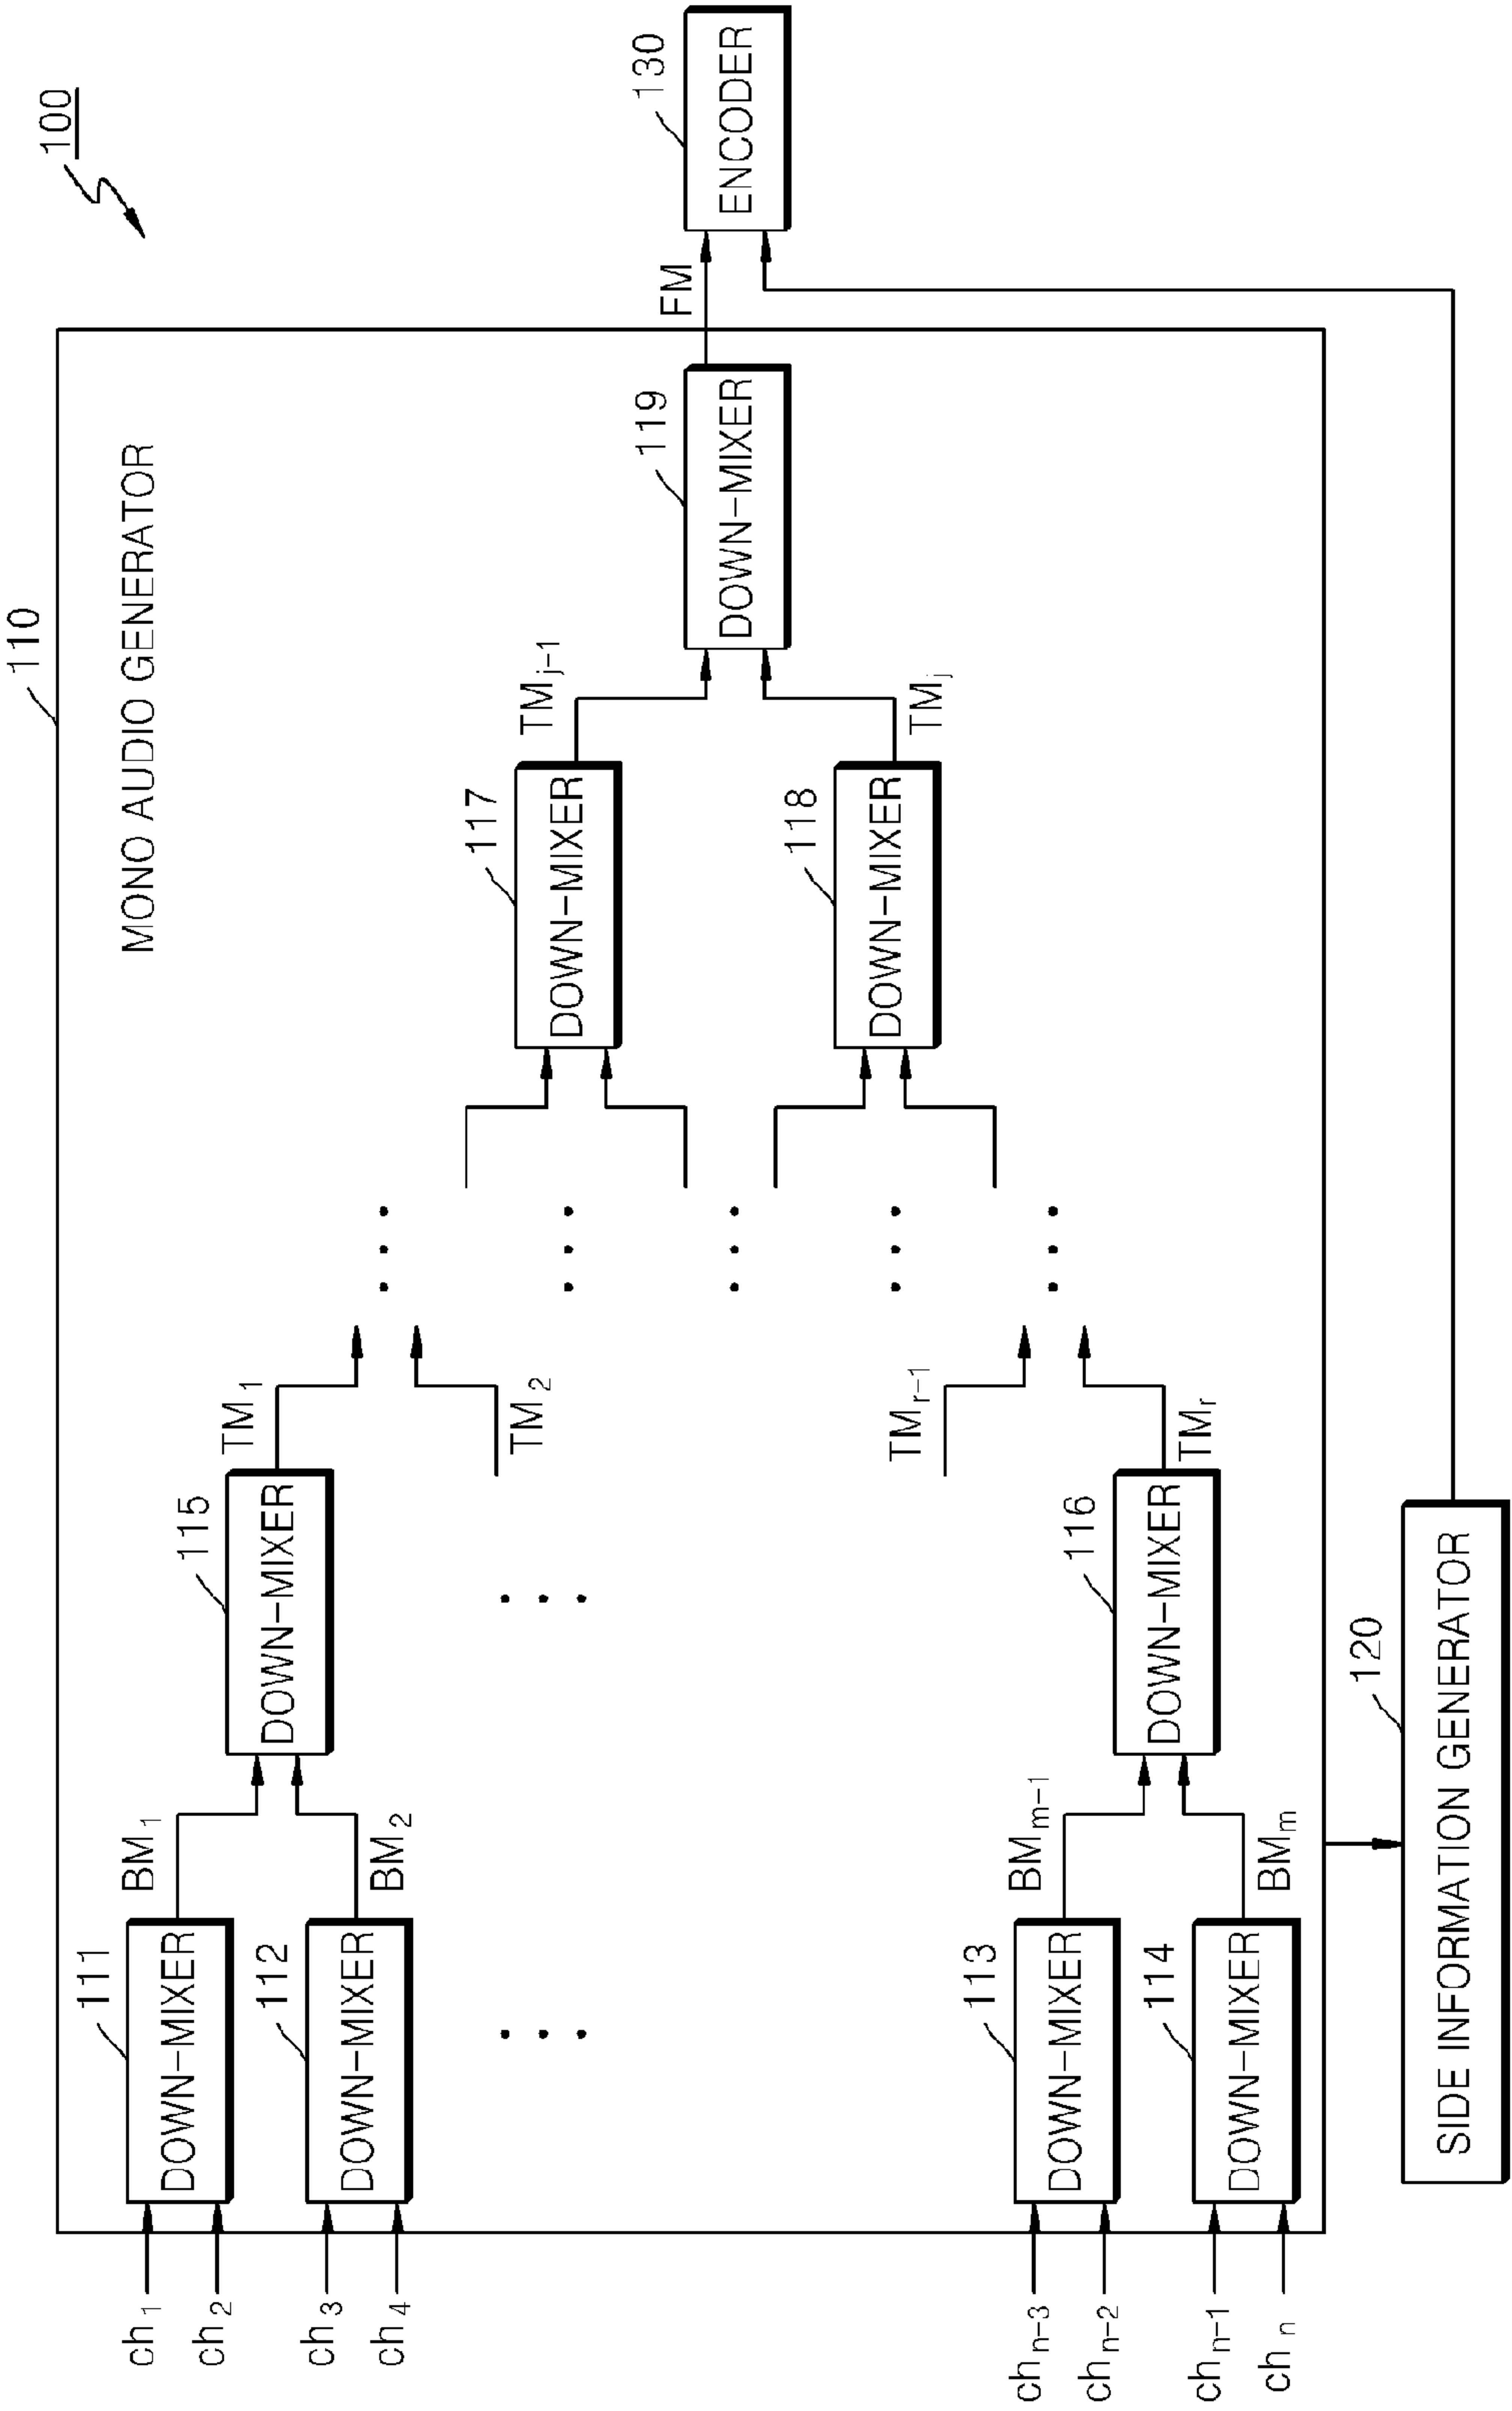 100
110
MONO AUDIO GENERATOR
ch1
ch2
ch3
ch4
chn-3
chn-2
chn-1
chn
111
DOWN-MIXER
112
DOWN-MIXER
113
DOWN-MIXER
114
DOWN-MIXER
BM1
BM2
BMm-1
BMm
115
DOWN-MIXER
116
DOWN-MIXER
TM1
TM2
TMr-1
TMr
117
DOWN-MIXER
118
DOWN-MIXER
TMj-1
TMj
119
DOWN-MIXER
FM
130
ENCODER
120
SIDE INFORMATION GENERATOR